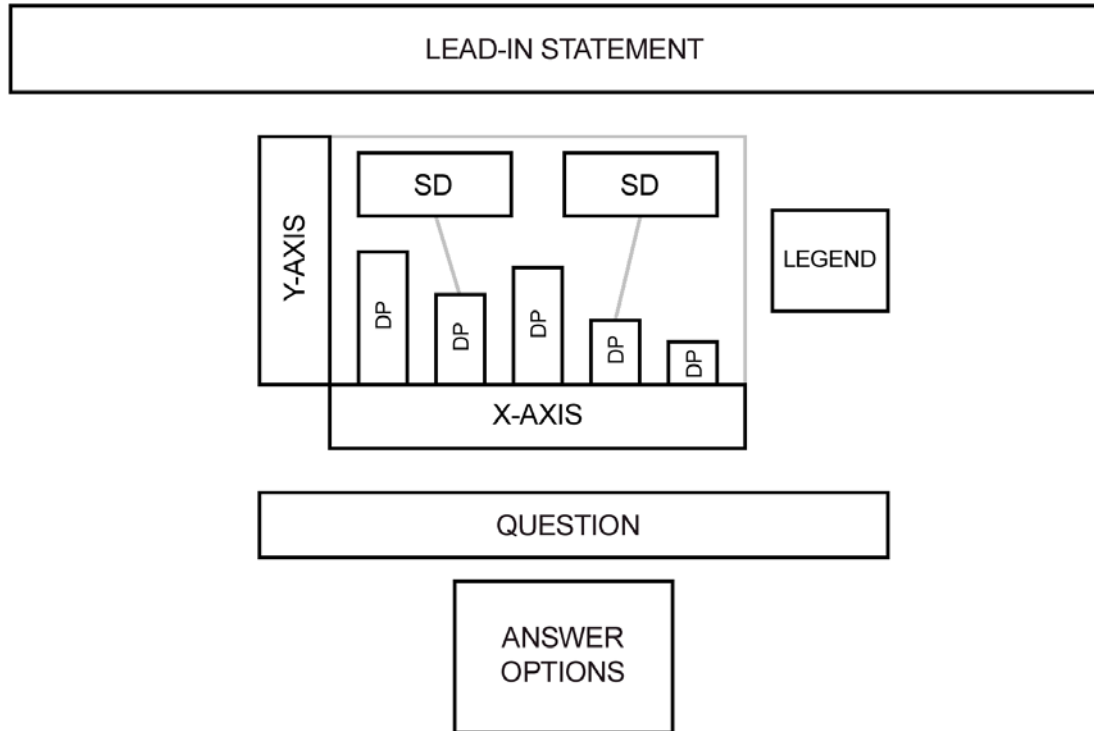 LEAD-IN STATEMENT
SD
SD
Y-AXIS
LEGEND
DP
DP
DP
DP
DP
X-AXIS
QUESTION
ANSWER
OPTIONS